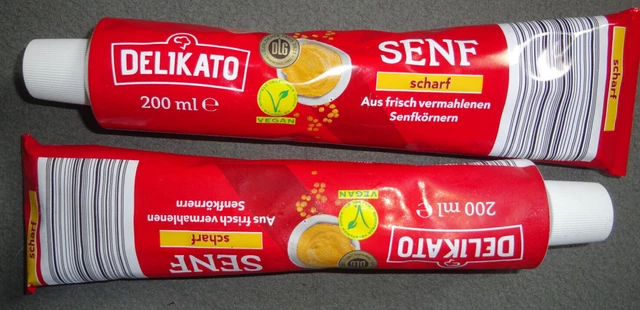 DELIKATO
200 ml ℮
DLG
VEGAN
SENF
scharf
Aus frisch vermahlenen
Senfkörnern
scharf
DELIKATO
200 ml ℮
DLG
VEGAN
SENF
scharf
Aus frisch vermahlenen
Senfkörnern
scharf